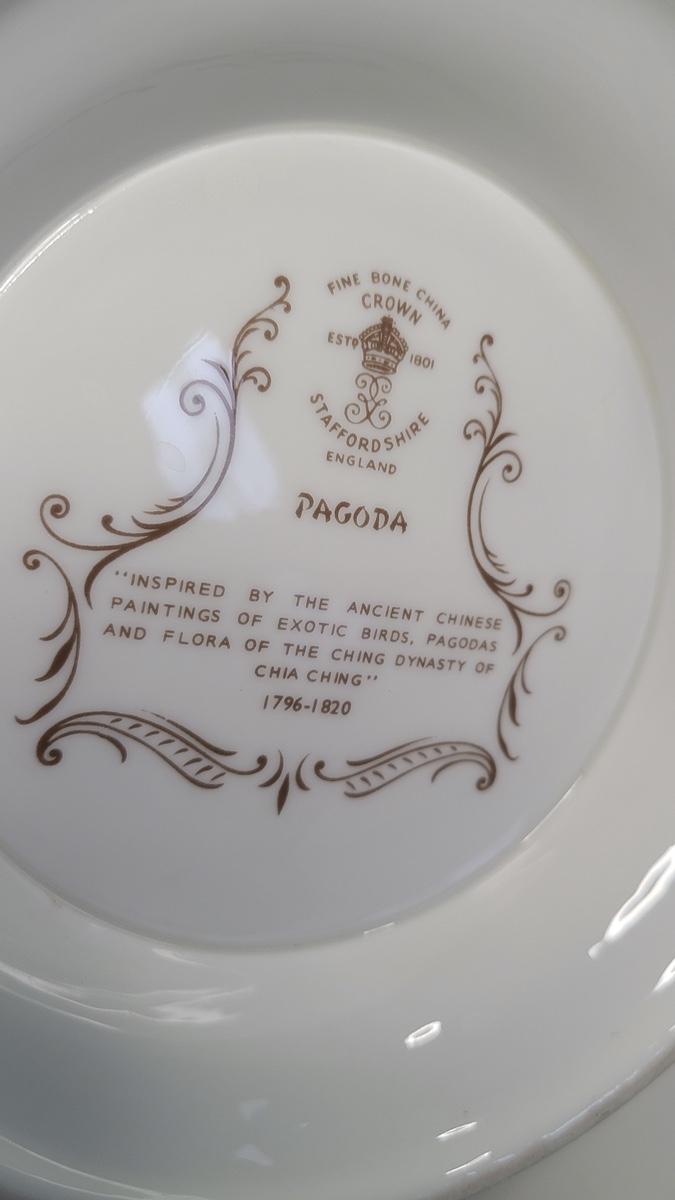 FINE BONE CHINA
CROWN
ESTD 1801
STAFFORDSHIRE
ENGLAND
PAGODA
"INSPIRED BY THE ANCIENT CHINESE
PAINTINGS OF EXOTIC BIRDS, PAGODAS
AND FLORA OF THE CHING DYNASTY OF
CHIA CHING"
1796-1820